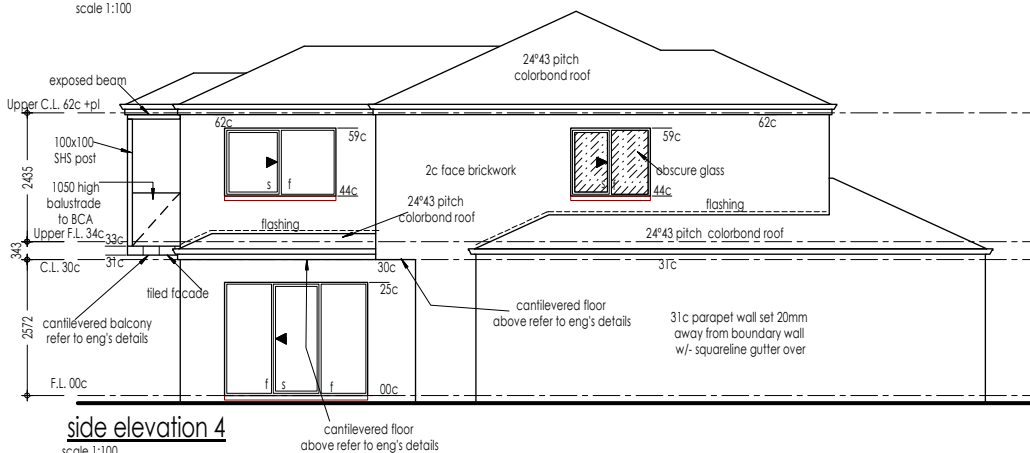 scale 1:100
24°43 pitch
colorbond roof
exposed beam
Upper C.L. 62c +pl
62c
59c
59c
62c
100x100
SHS post
2435
2c face brickwork
obscure glass
1050 high
balustrade
to BCA
s f
44c
s
44c
24°43 pitch
colorbond roof
flashing
flashing
Upper F.L. 34c
33c
24°43 pitch colorbond roof
343
31c
C.L. 30c
30c
31c
25c
tiled facade
cantilevered balcony
refer to eng's details
cantilevered floor
above refer to eng's details
31c parapet wall set 20mm
away from boundary wall
w/- squareline gutter over
2572
F.L. 00c
f s f
00c
side elevation 4
scale 1:100
cantilevered floor
above refer to eng's details